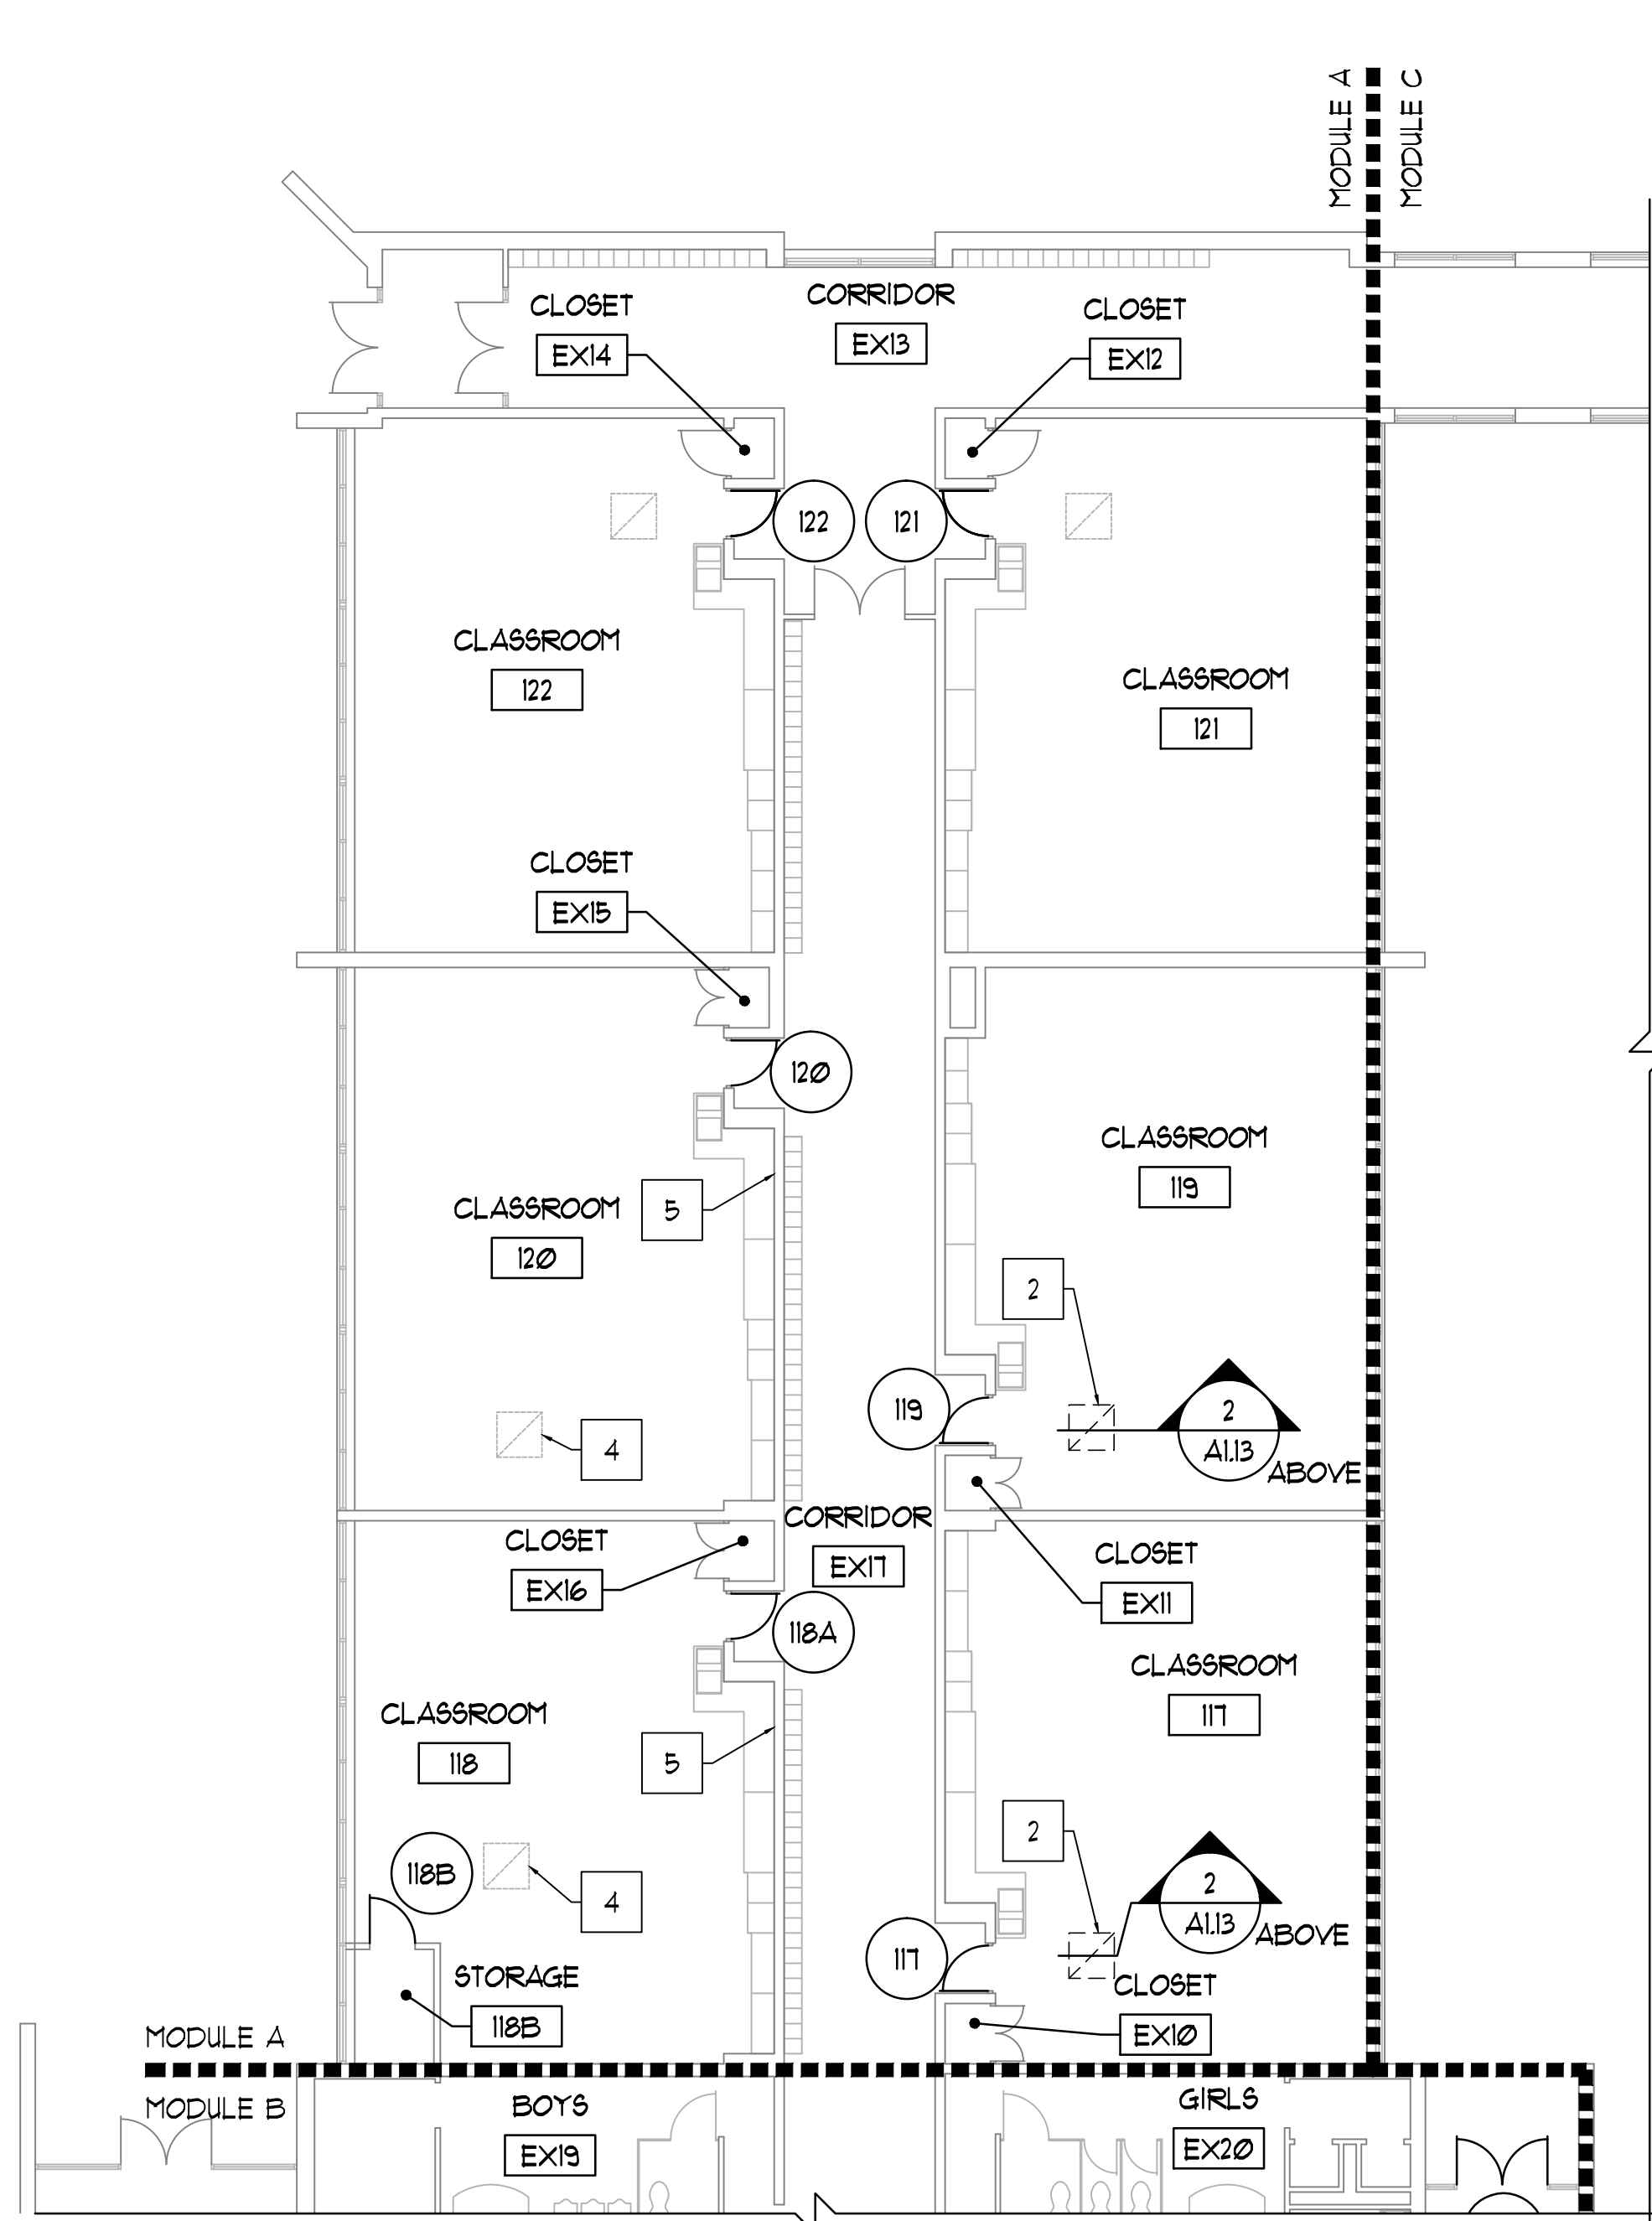 MODULE A
MODULE C
CORRIDOR
EX13
CLOSET
EX14
CLOSET
EX12
122
121
CLASSROOM
122
CLASSROOM
121
CLOSET
EX15
120
CLASSROOM
119
CLASSROOM
120
5
2
4
119
2
A1.13
ABOVE
CORRIDOR
EX17
CLOSET
EX16
CLOSET
EX11
118A
CLASSROOM
117
CLASSROOM
118
5
2
118B
4
2
A1.13
ABOVE
117
STORAGE
118B
CLOSET
EX10
MODULE A
MODULE B
BOYS
EX19
GIRLS
EX20